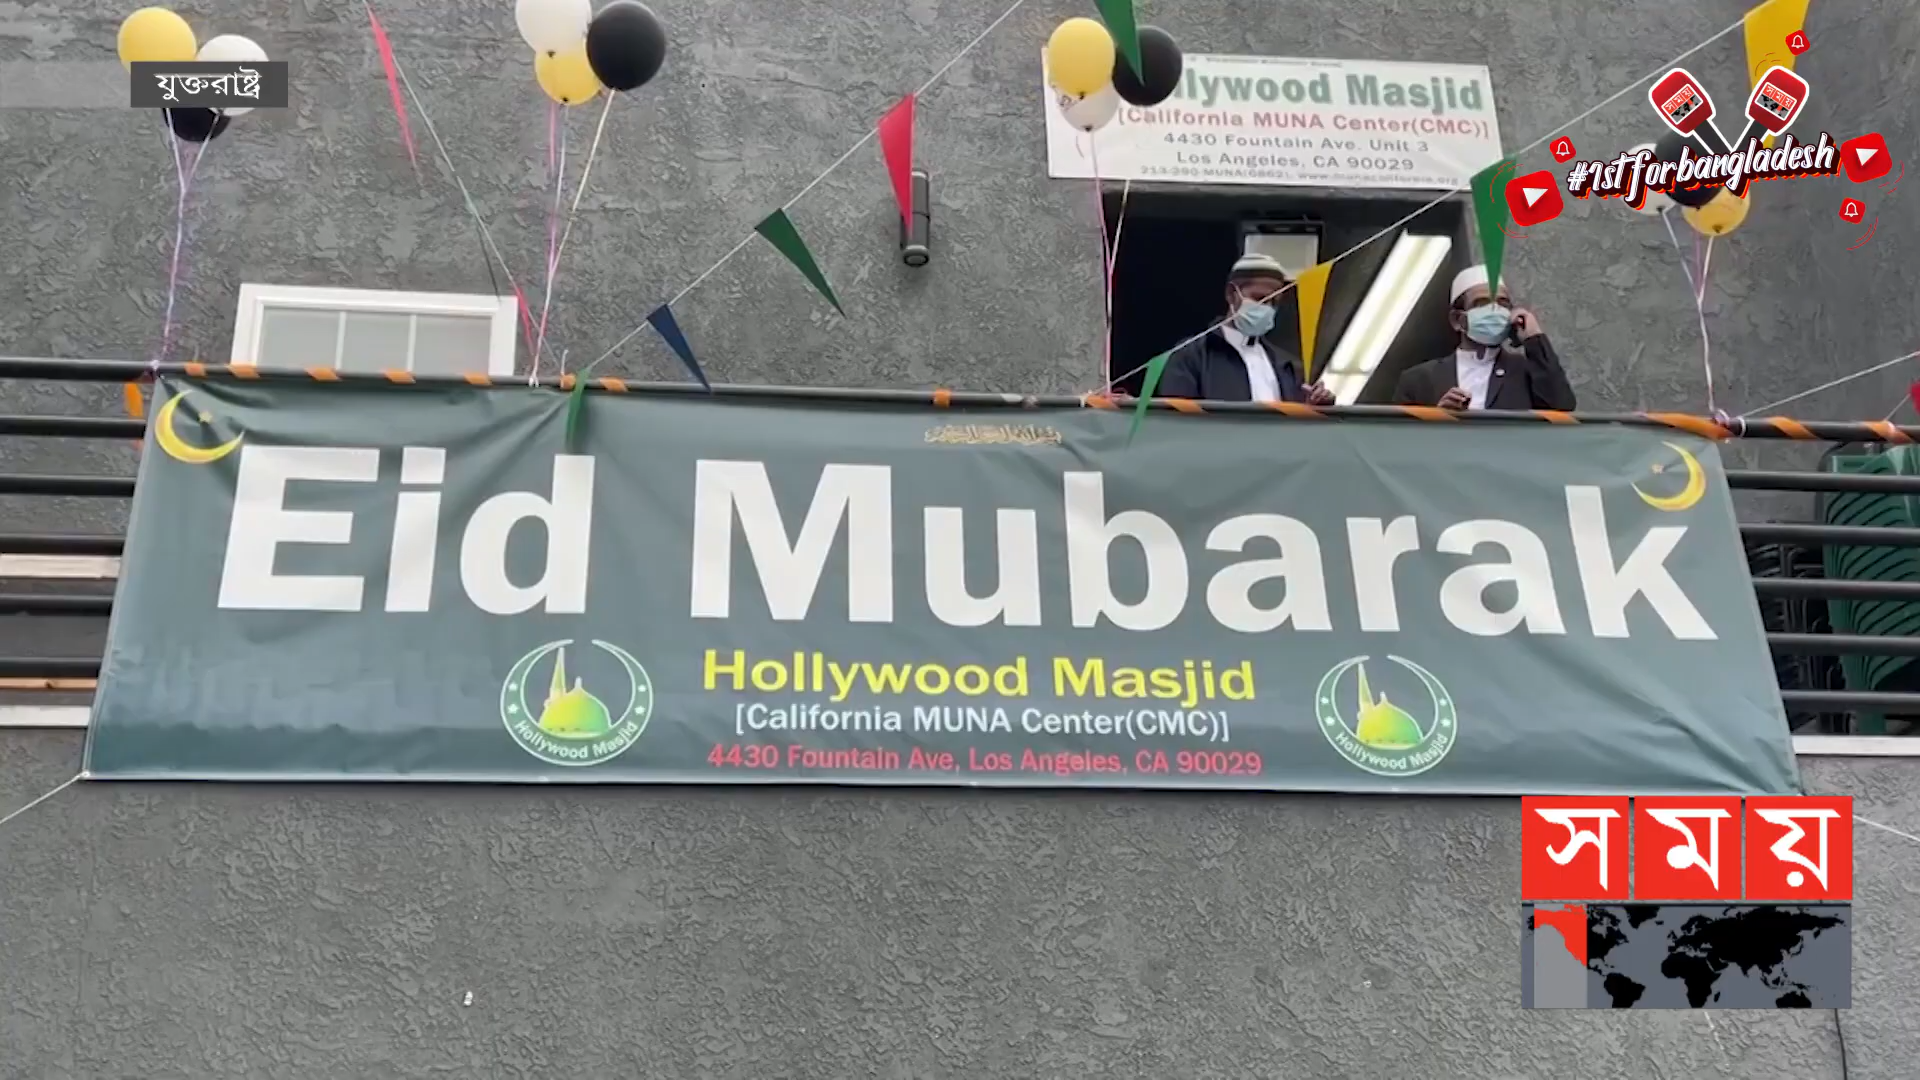 যুক্তরাষ্ট্র
#1stforbangladesh
llywood Masjid
[California MUNA Center(CMC)]
4430 Fountain Ave. Unit 3
Los Angeles, CA 90029
Eid Mubarak
Hollywood Masjid
[California MUNA Center(CMC)]
4430 Fountain Ave, Los Angeles, CA 90029
Hollywood Masjid
Hollywood Masjid
সময়